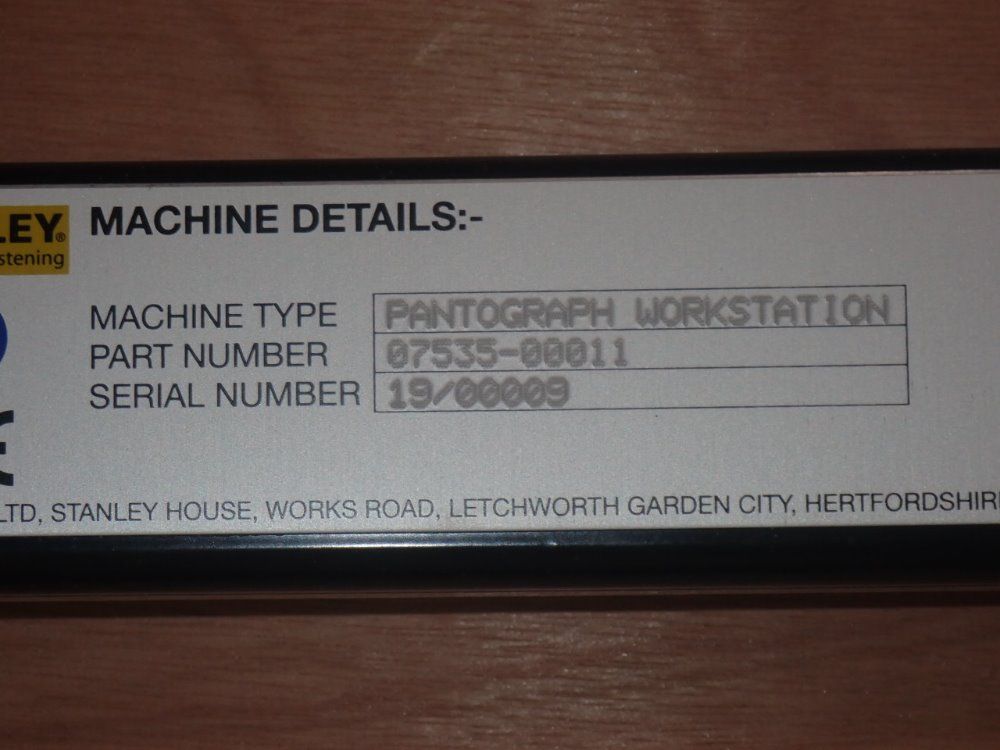 LEY®
stening
MACHINE DETAILS:-
MACHINE TYPE PANTOGRAPH WORKSTATION
PART NUMBER 07535-00011
SERIAL NUMBER 19/00009
LTD, STANLEY HOUSE, WORKS ROAD, LETCHWORTH GARDEN CITY, HERTFORDSHIR